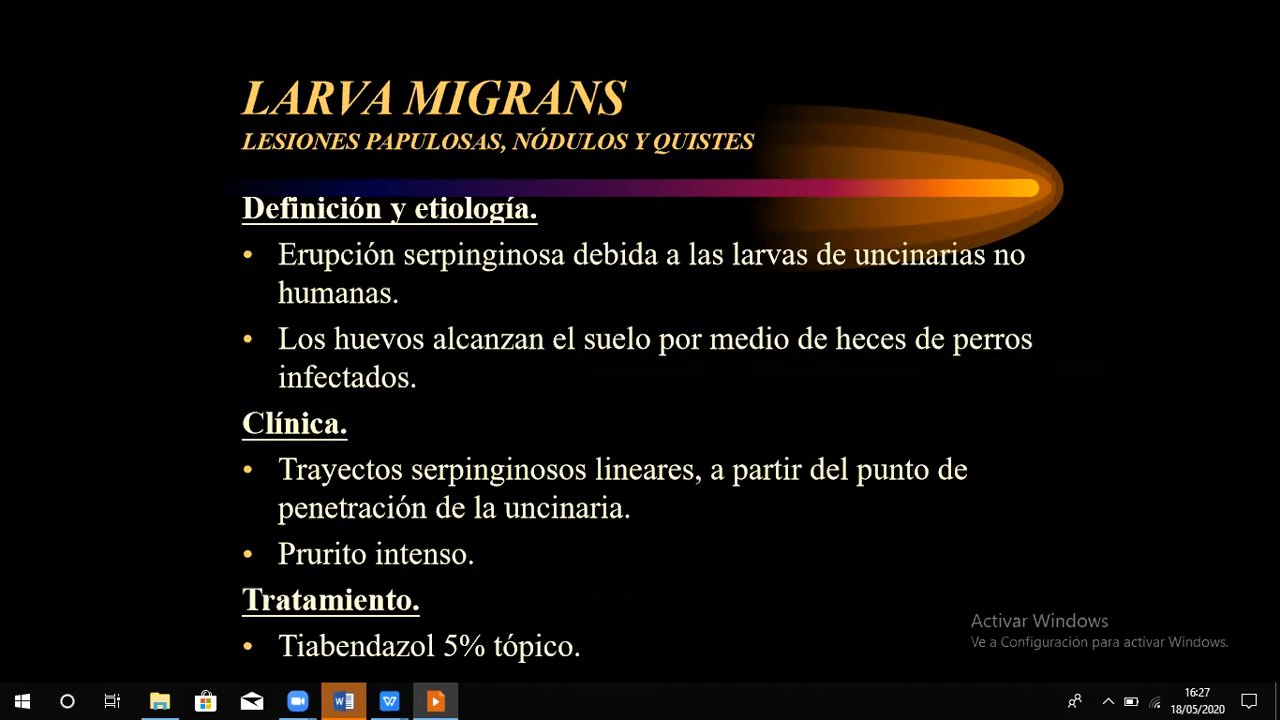 LARVA MIGRANS
LESIONES PAPULOSAS, NÓDULOS Y QUISTES
Definición y etiología.
• Erupción serpinginosa debida a las larvas de uncinarias no
humanas.
• Los huevos alcanzan el suelo por medio de heces de perros
infectados.
Clínica.
• Trayectos serpinginosos lineares, a partir del punto de
penetración de la uncinaria.
• Prurito intenso.
Tratamiento.
• Tiabendazol 5% tópico.
Activar Windows
Ve a Configuración para activar Windows.
16:27
18/05/2020